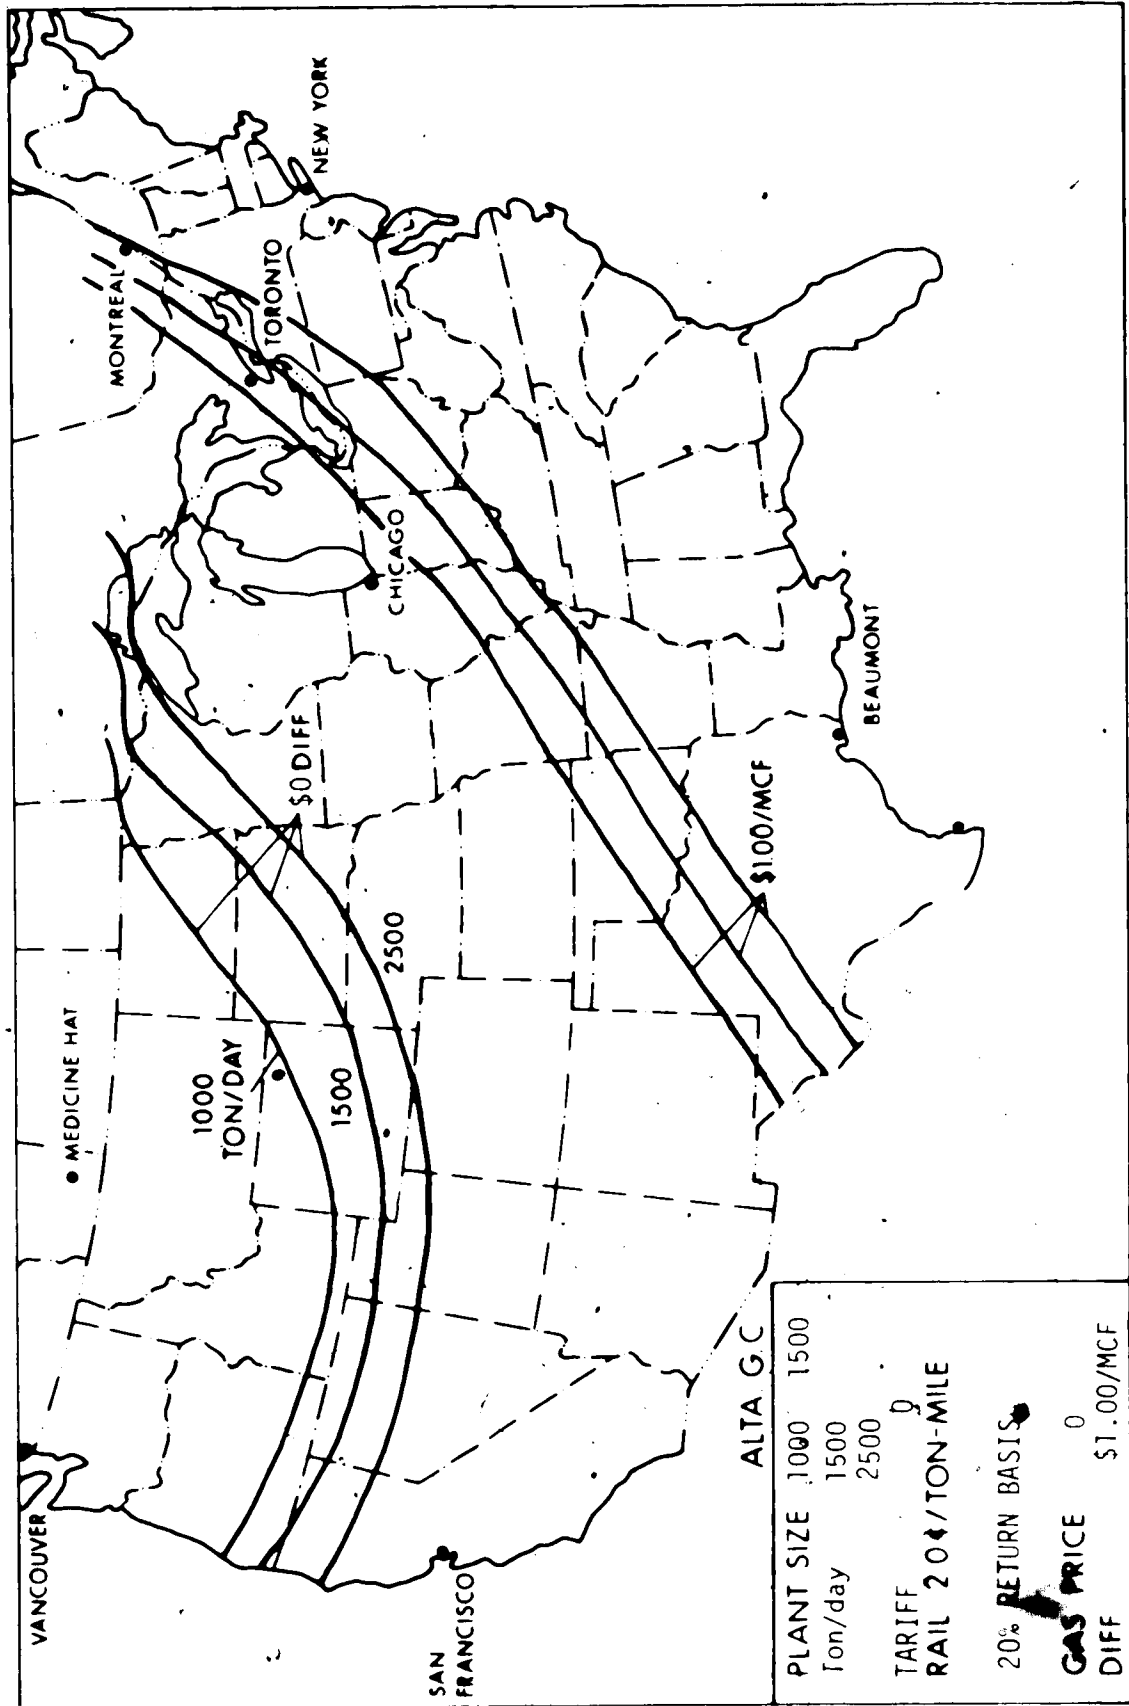 VANCOUVER
SAN
FRANCISCO
MEDICINE HAT
1000
TON/DAY
1500
2500
$0 DIFF
MONTREAL
TORONTO
NEW YORK
CHICAGO
$1.00/MCF
BEAUMONT
ALTA G.C
PLANT SIZE 1000 1500
Ton/day 1500
2500
TARIFF 0
RAIL 2 0¢/TON-MILE
20% RETURN BASIS
GAS PRICE 0
DIFF $1.00/MCF